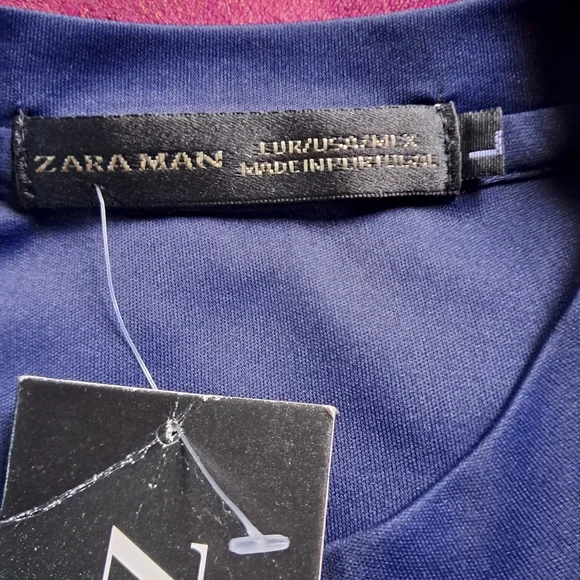 ZARA MAN
EUR/USA/MEX
MADE IN PORTUGAL
L
Z